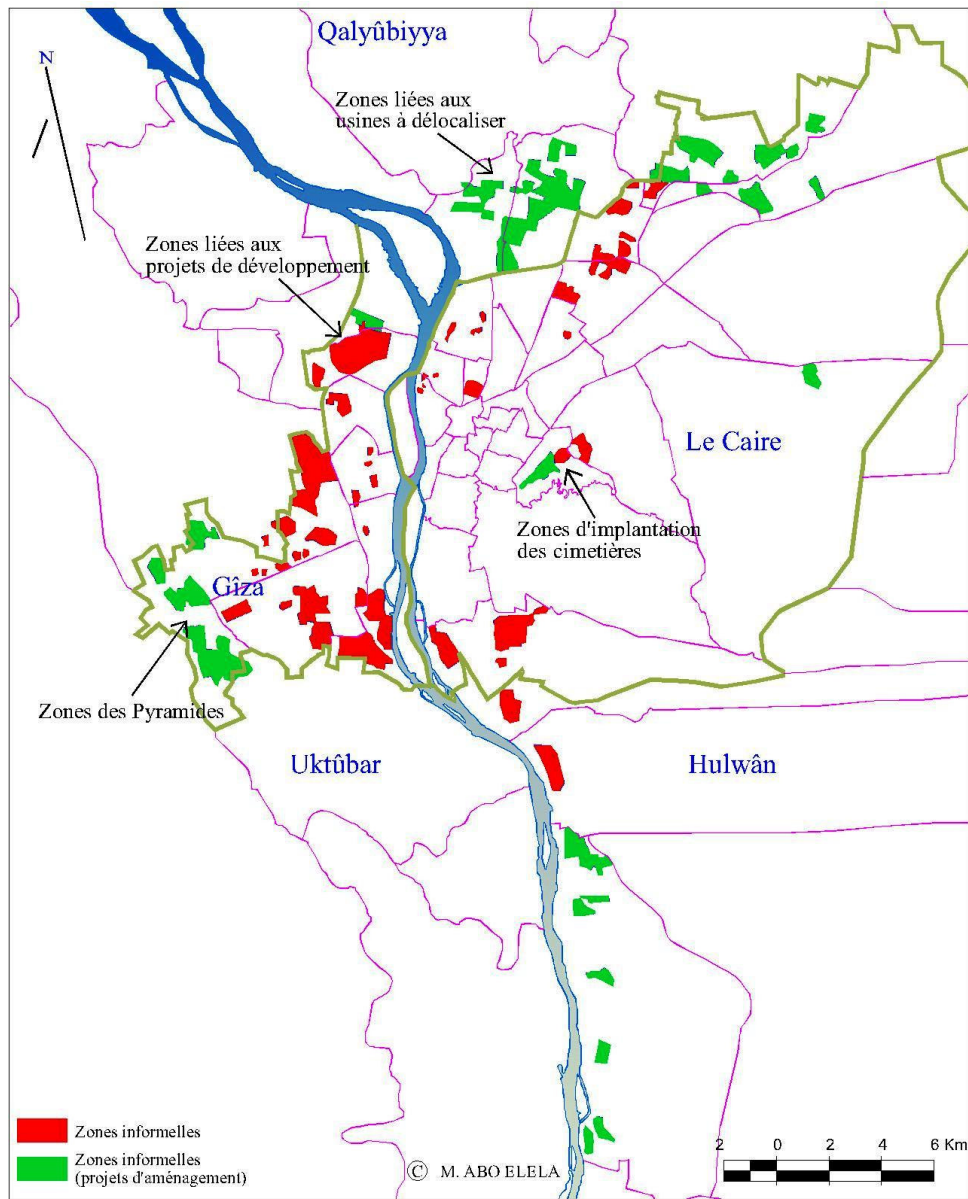 Qalyûbiyya
N
Zones liées aux
usines à délocaliser
Zones liées aux
projets de développement
Le Caire
Zones d'implantation
des cimetières
Gîza
Zones des Pyramides
Uktûbar
Hulwân
Zones informelles
Zones informelles
(projets d'aménagement)
© M. ABO ELELA
2 0 2 4 6 Km